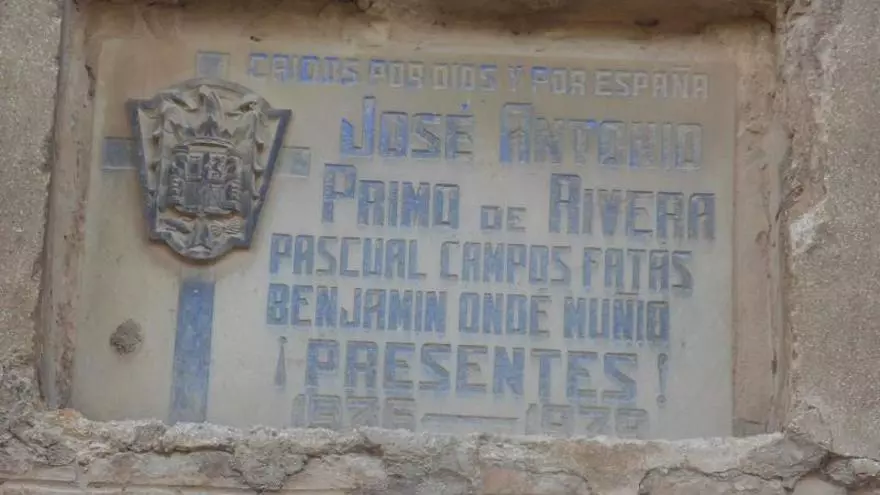 CAIDOS POR DIOS Y POR ESPAÑA
JOSÉ ANTONIO
PRIMO DE RIVERA
PASCUAL CAMPOS FATAS
BENJAMIN ONDÉ MUÑIO
¡PRESENTES!
1936 — 1939